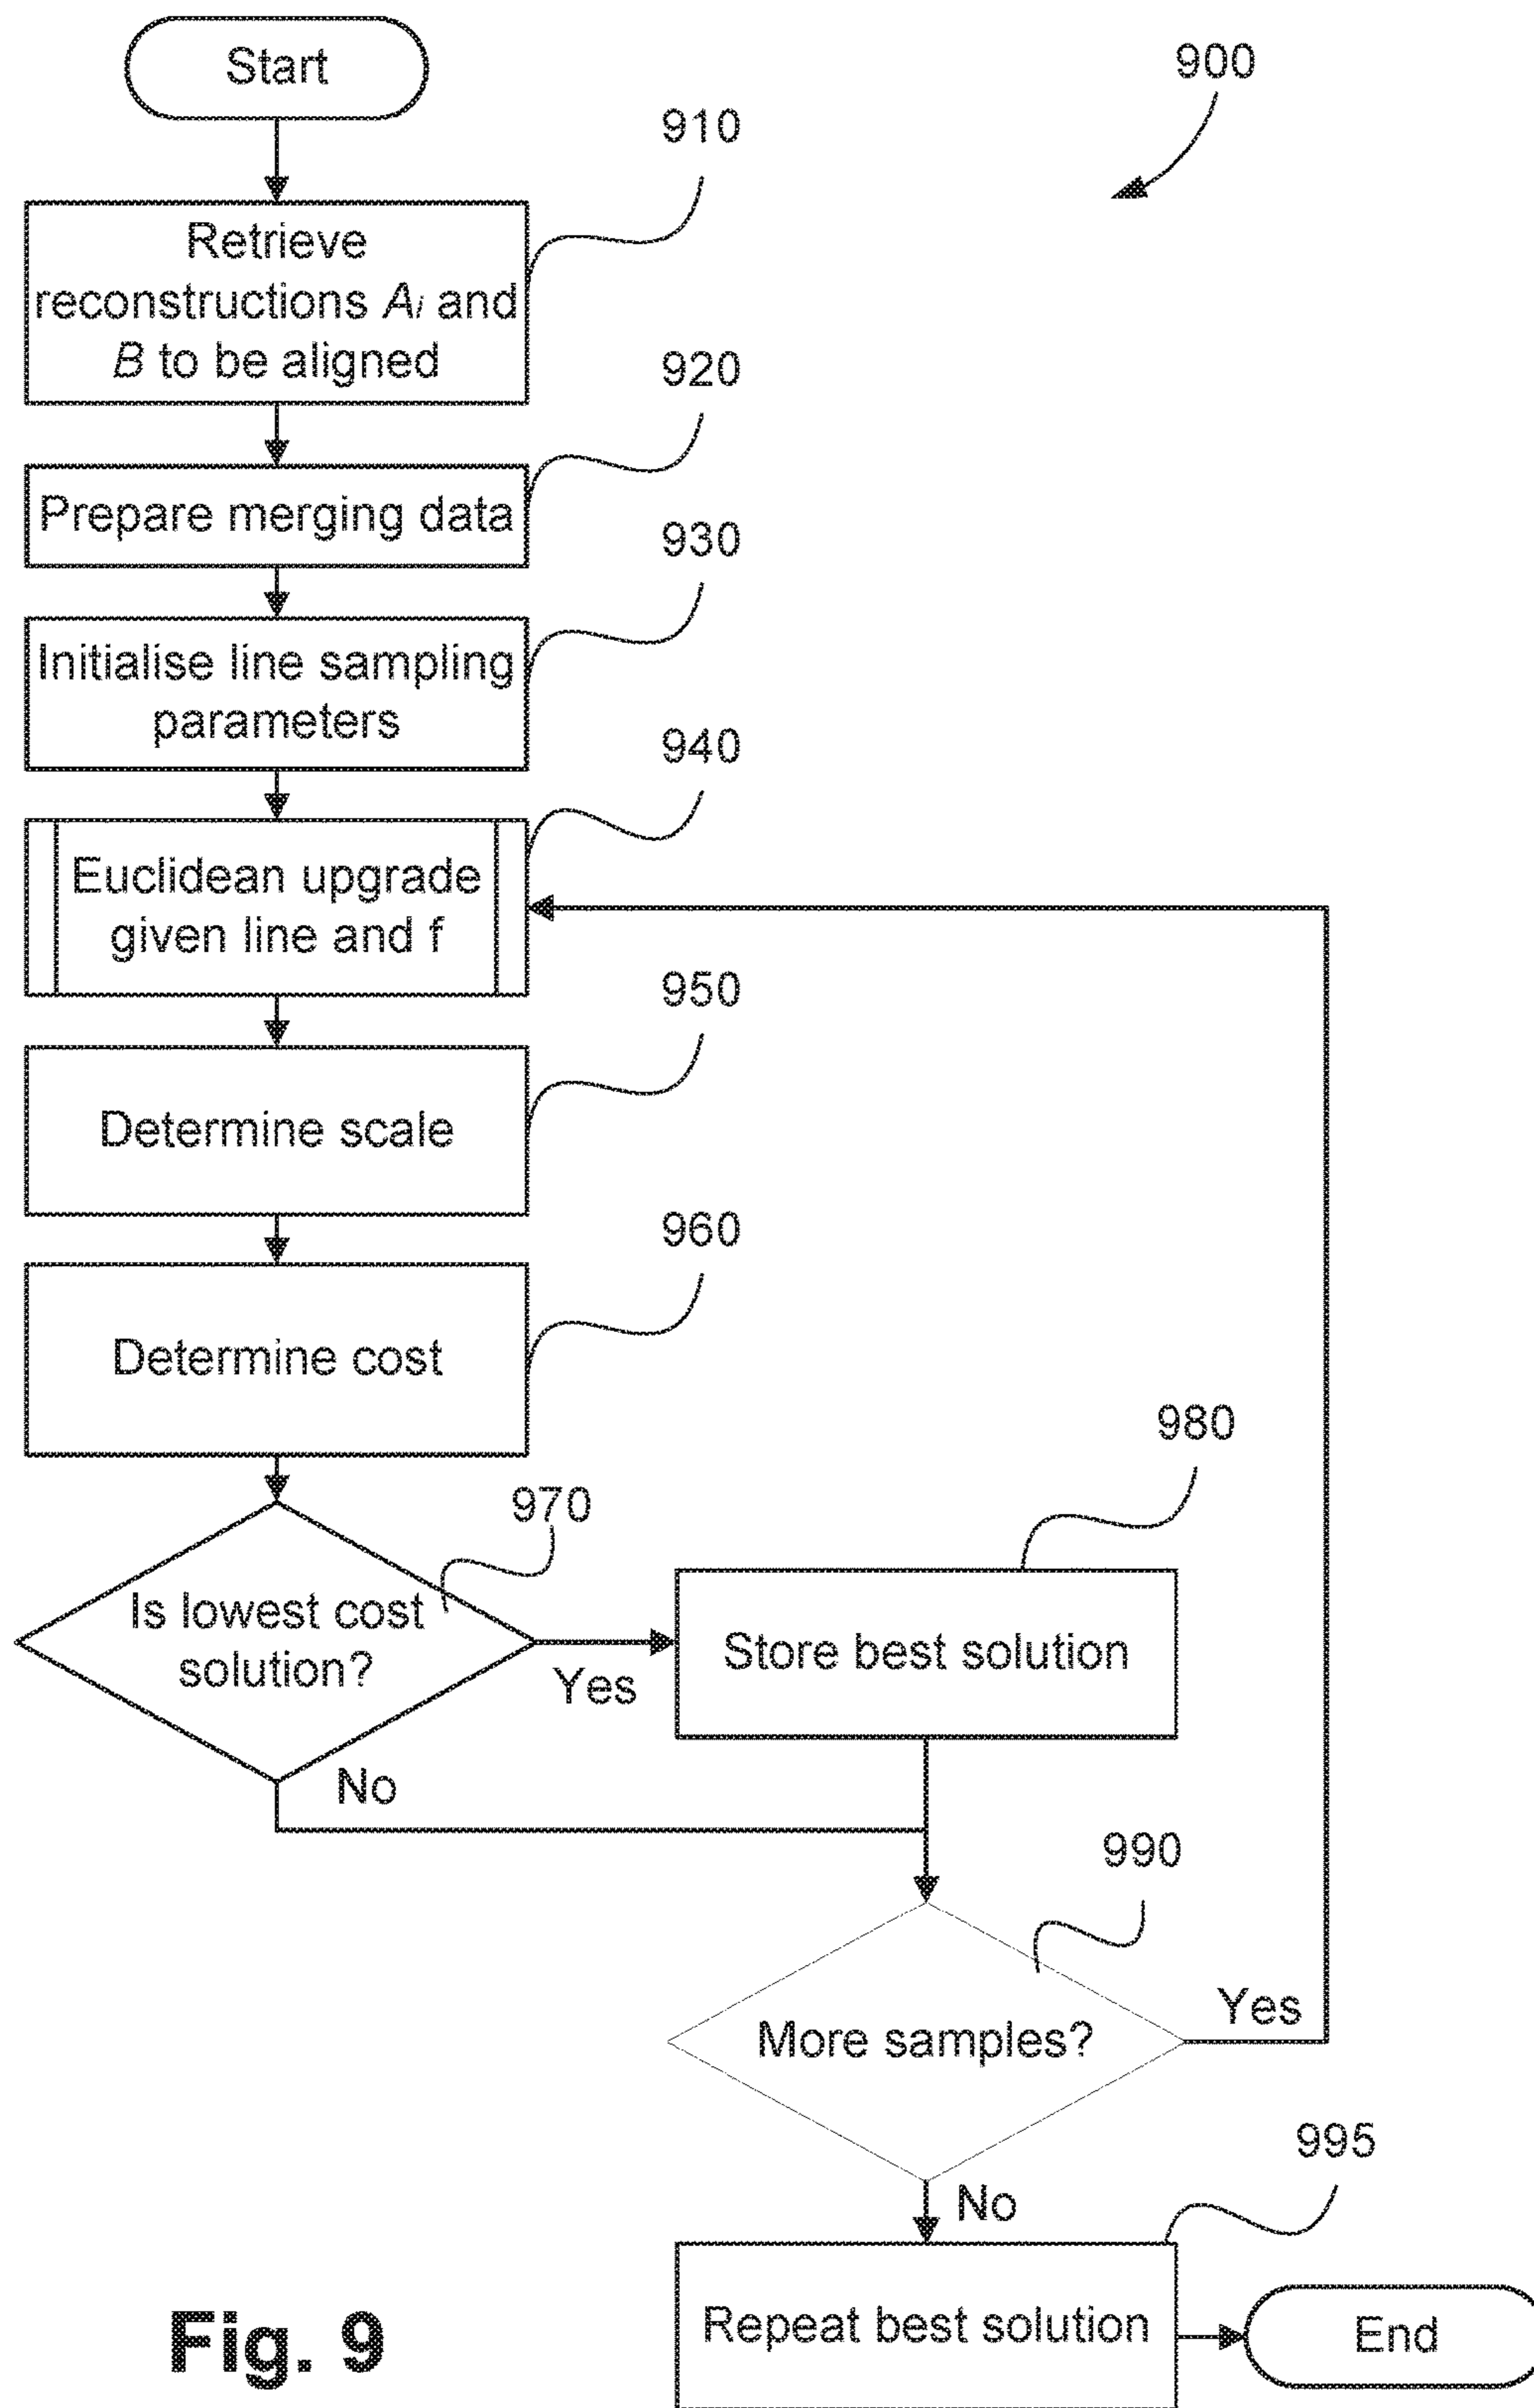 Start
900
910
Retrieve
reconstructions Ai and
B to be aligned
920
Prepare merging data
930
Initialise line sampling
parameters
940
Euclidean upgrade
given line and f
950
Determine scale
960
Determine cost
970
980
Is lowest cost
solution?
Yes
Store best solution
No
990
More samples?
Yes
No
995
Repeat best solution
End
Fig. 9